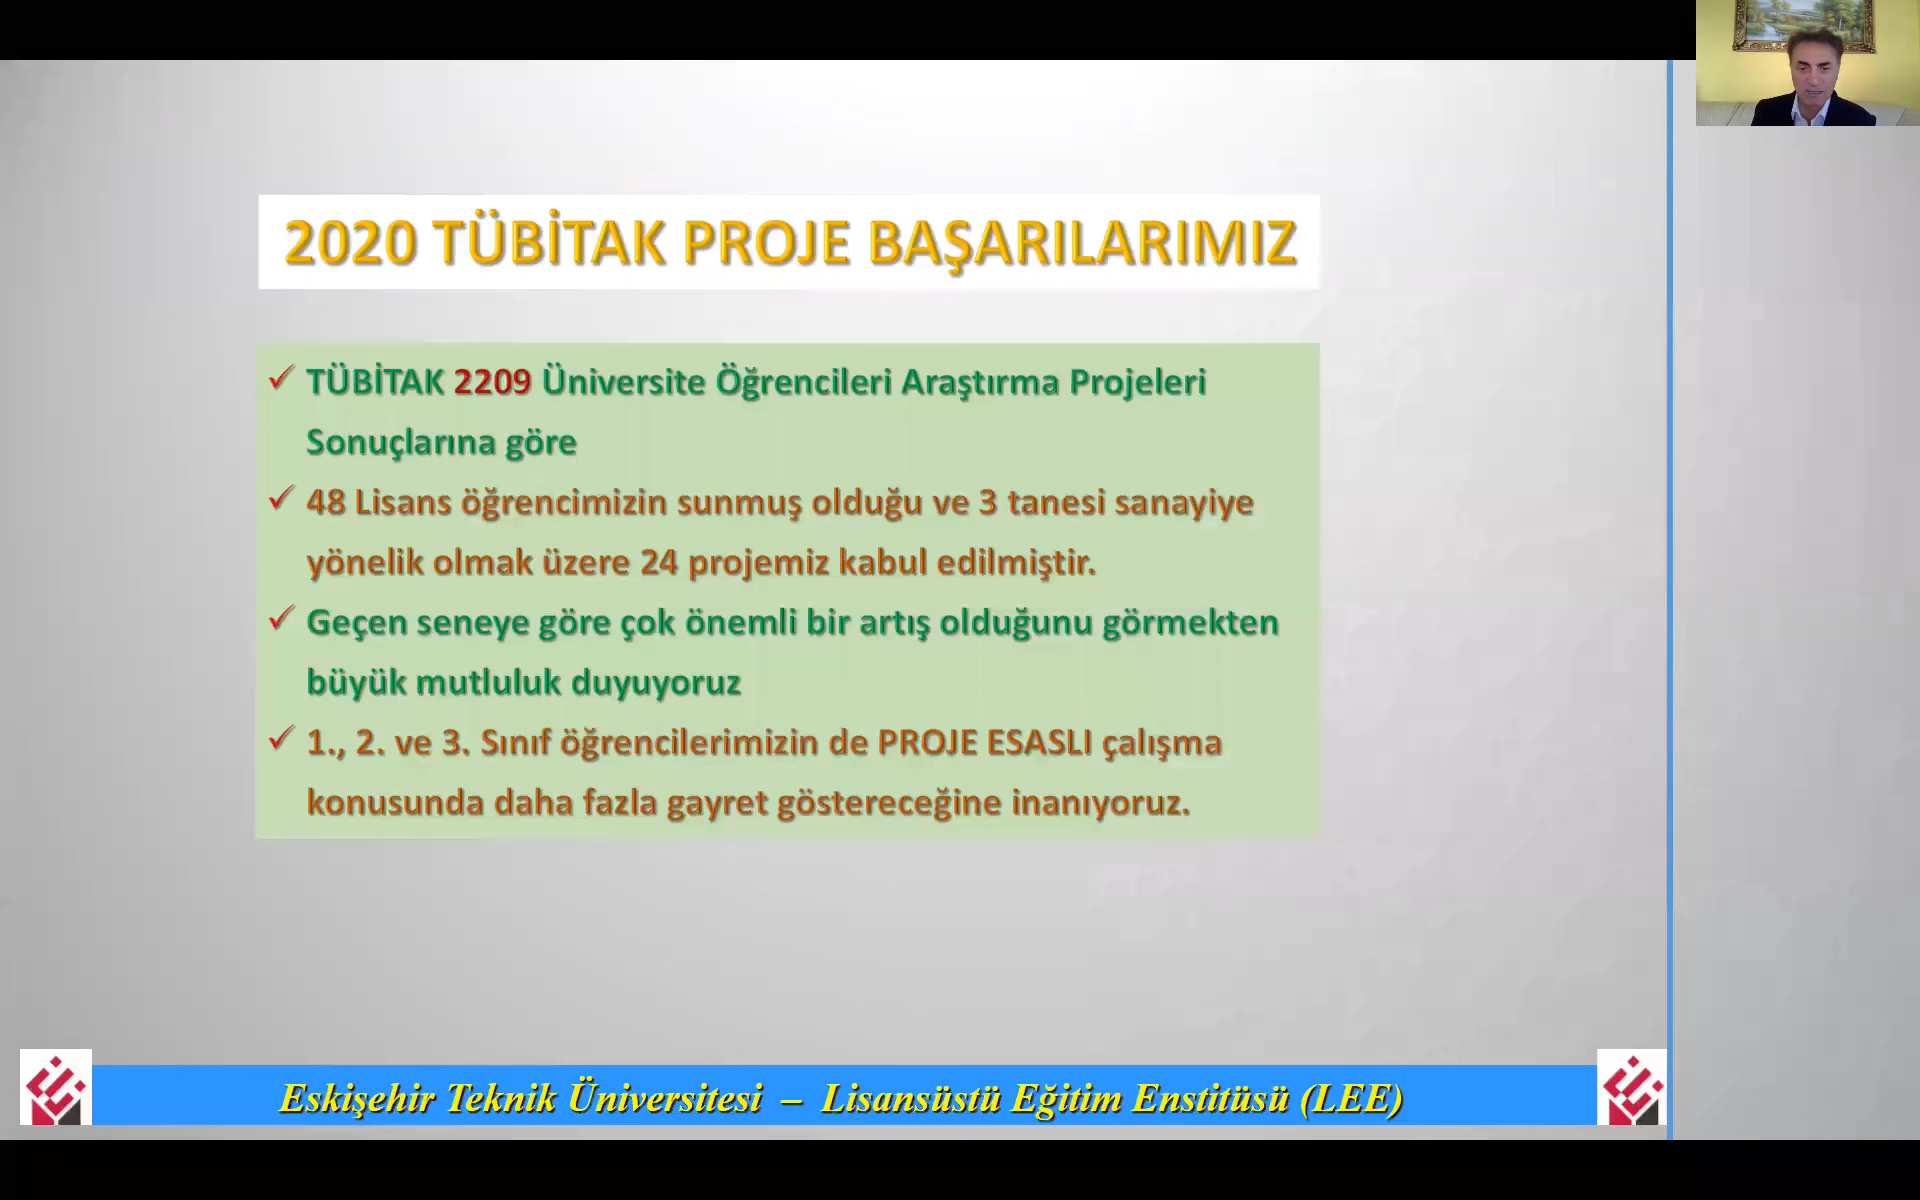 2020 TÜBİTAK PROJE BAŞARILARIMIZ
✓ TÜBİTAK 2209 Üniversite Öğrencileri Araştırma Projeleri
Sonuçlarına göre
✓ 48 Lisans öğrencimizin sunmuş olduğu ve 3 tanesi sanayiye
yönelik olmak üzere 24 projemiz kabul edilmiştir.
✓ Geçen seneye göre çok önemli bir artış olduğunu görmekten
büyük mutluluk duyuyoruz
✓ 1., 2. ve 3. Sınıf öğrencilerimizin de PROJE ESASLI çalışma
konusunda daha fazla gayret göstereceğine inanıyoruz.
Eskişehir Teknik Üniversitesi – Lisansüstü Eğitim Enstitüsü (LEE)